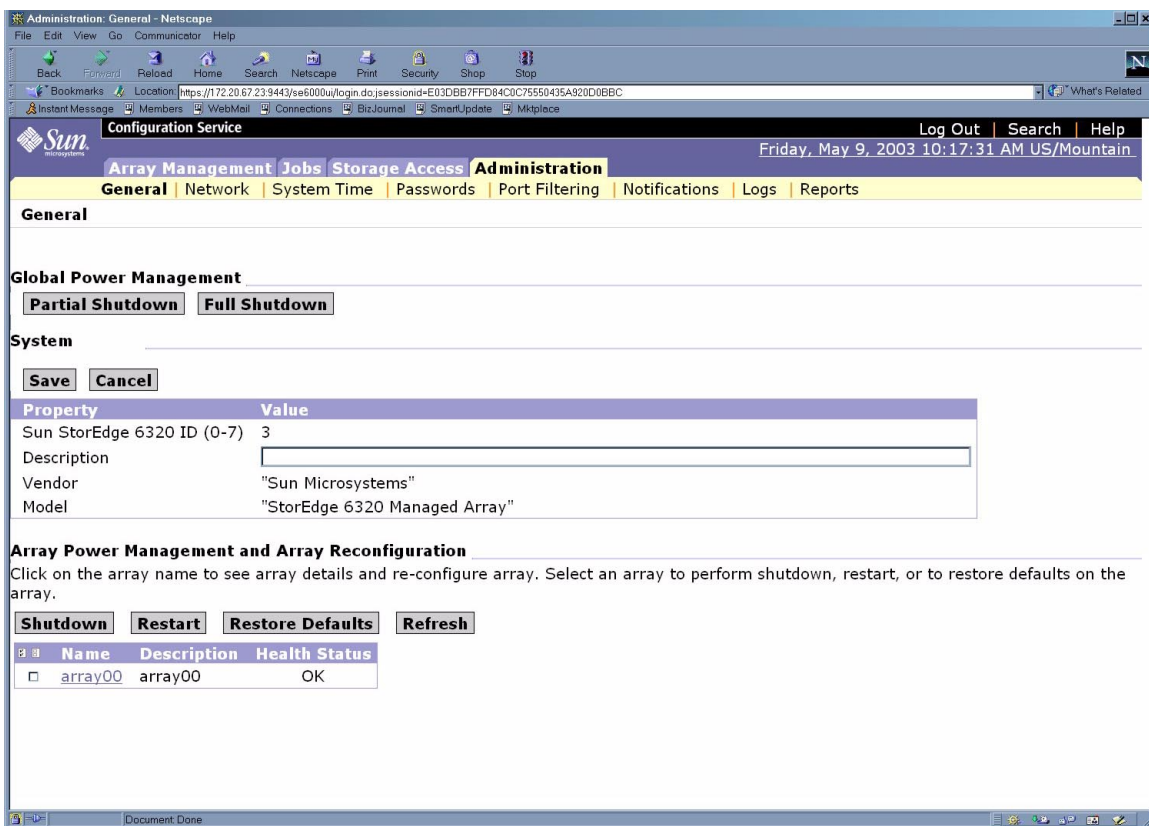 Administration: General - Netscape
File Edit View Go Communicator Help
Back Forward Reload Home Search Netscape Print Security Shop Stop
Bookmarks Location: https://172.20.67.23:9443/se6000ui/login.do;jsessionid=E03DBB7FFD84C0C75550435A920D0BBC What's Related
Instant Message Members WebMail Connections BizJournal SmartUpdate Mktplace
Sun microsystems Configuration Service Log Out | Search | Help
Friday, May 9, 2003 10:17:31 AM US/Mountain
Array Management Jobs Storage Access Administration
General | Network | System Time | Passwords | Port Filtering | Notifications | Logs | Reports
General
Global Power Management
Partial Shutdown Full Shutdown
System
Save Cancel
Property Value
Sun StorEdge 6320 ID (0-7) 3
Description
Vendor "Sun Microsystems"
Model "StorEdge 6320 Managed Array"
Array Power Management and Array Reconfiguration
Click on the array name to see array details and re-configure array. Select an array to perform shutdown, restart, or to restore defaults on the
array.
Shutdown Restart Restore Defaults Refresh
Name Description Health Status
array00 array00 OK
Document: Done